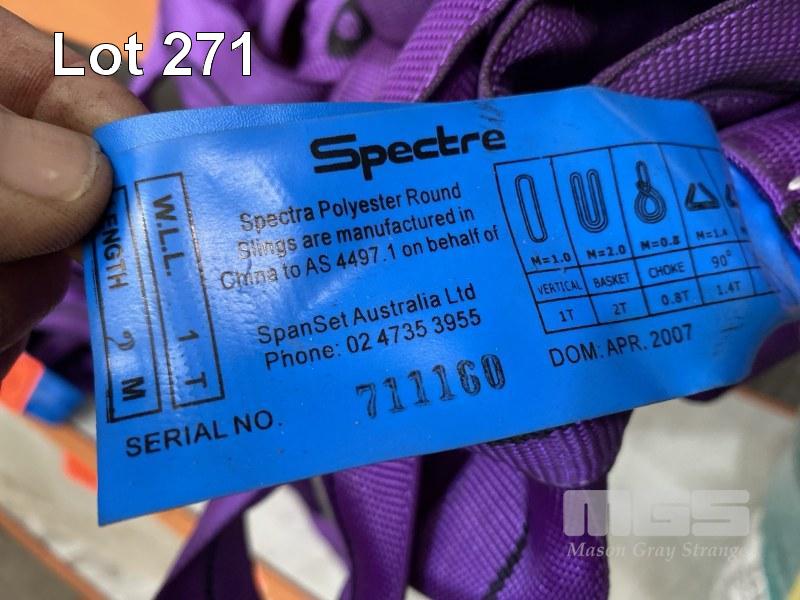 Lot 271
Spectre
Spectra Polyester Round
Slings are manufactured in
China to AS 4497.1 on behalf of
SpanSet Australia Ltd
Phone: 02 4735 3955
W.L.L. 1 T
LENGTH 2 M
SERIAL NO. 711160
DOM: APR. 2007
M=1.0 M=2.0 M=0.8 M=1.4
VERTICAL BASKET CHOKE 90°
1T 2T 0.8T 1.4T
MGS
Mason Gray Strange